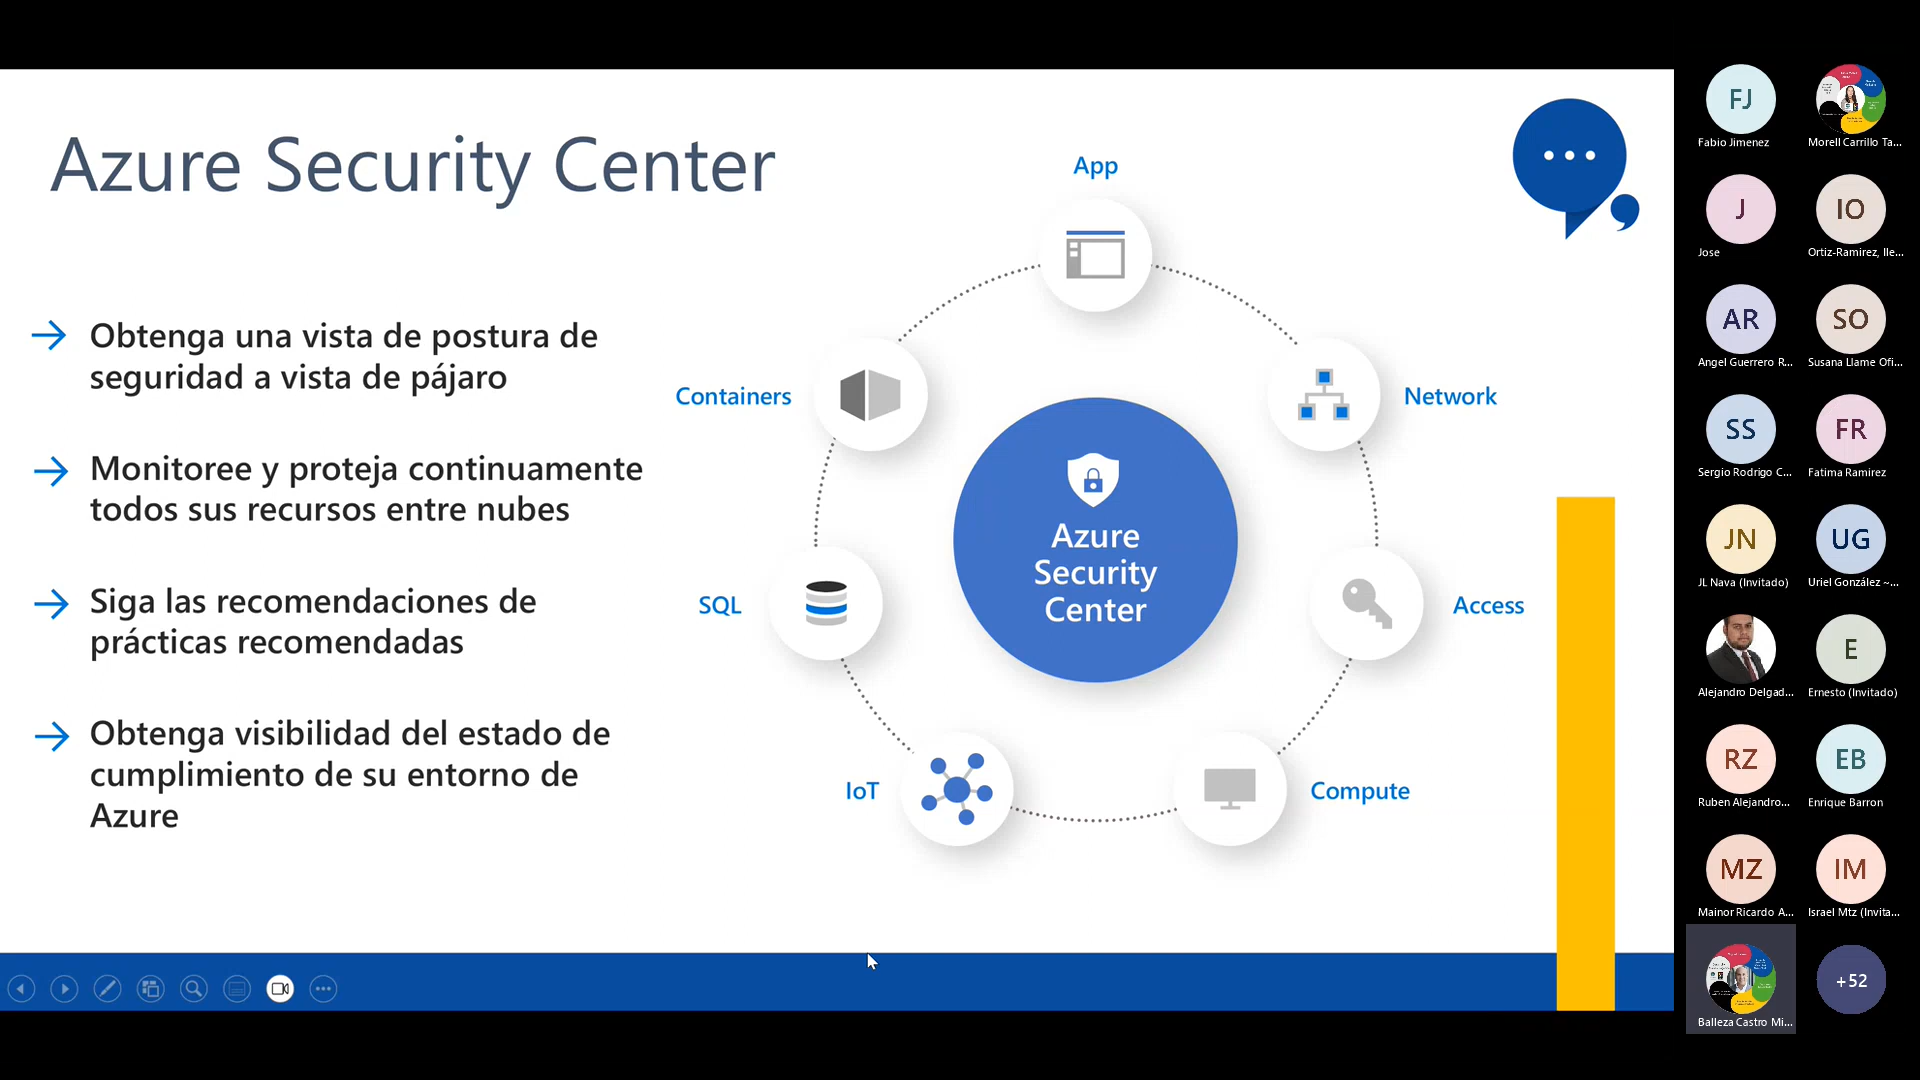 Azure Security Center
Obtenga una vista de postura de
seguridad a vista de pájaro
Monitoree y proteja continuamente
todos sus recursos entre nubes
Siga las recomendaciones de
prácticas recomendadas
Obtenga visibilidad del estado de
cumplimiento de su entorno de
Azure
App
Containers
Network
SQL
Access
IoT
Compute
Azure
Security
Center
FJ
Fabio Jimenez
Morell Carrillo Ta...
J
Jose
IO
Ortiz-Ramirez, Ile...
AR
Angel Guerrero R...
SO
Susana Llame Ofi...
SS
Sergio Rodrigo C...
FR
Fatima Ramirez
JN
JL Nava (Invitado)
UG
Uriel González ~...
Alejandro Delgad...
E
Ernesto (Invitado)
RZ
Ruben Alejandro...
EB
Enrique Barron
MZ
Mainor Ricardo A...
IM
Israel Mtz (Invita...
Balleza Castro Mi...
+52